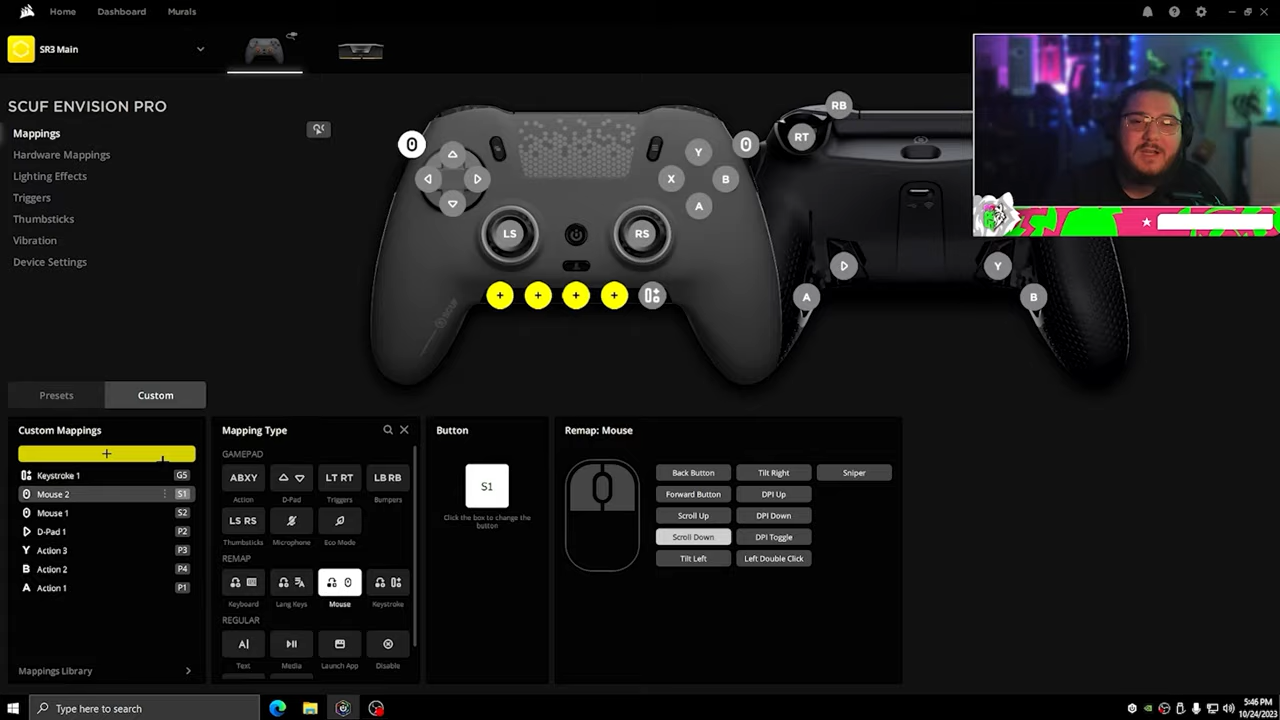 Home Dashboard Murals
SR3 Main
SCUF ENVISION PRO
Mappings
Hardware Mappings
Lighting Effects
Triggers
Thumbsticks
Vibration
Device Settings
RB
RT
Y
X
B
A
LS
RS
Y
A
B
SCUF
Presets
Custom
Custom Mappings
Keystroke 1 G5
Mouse 2 S1
Mouse 1 S2
D-Pad 1 P2
Y Action 3 P3
B Action 2 P4
A Action 1 P1
Mappings Library
Mapping Type
GAMEPAD
ABXY
LT RT
LB RB
Action D-Pad Triggers Bumpers
LS RS
Thumbsticks Microphone Eco Mode
REMAP
Keyboard Lang Keys Mouse Keystroke
REGULAR
A
Text Media Launch App Disable
Button
S1
Click the box to change the
button
Remap: Mouse
Back Button Tilt Right Sniper
Forward Button DPI Up
Scroll Up DPI Down
Scroll Down DPI Toggle
Tilt Left Left Double Click
Type here to search
5:46 PM
10/24/2023